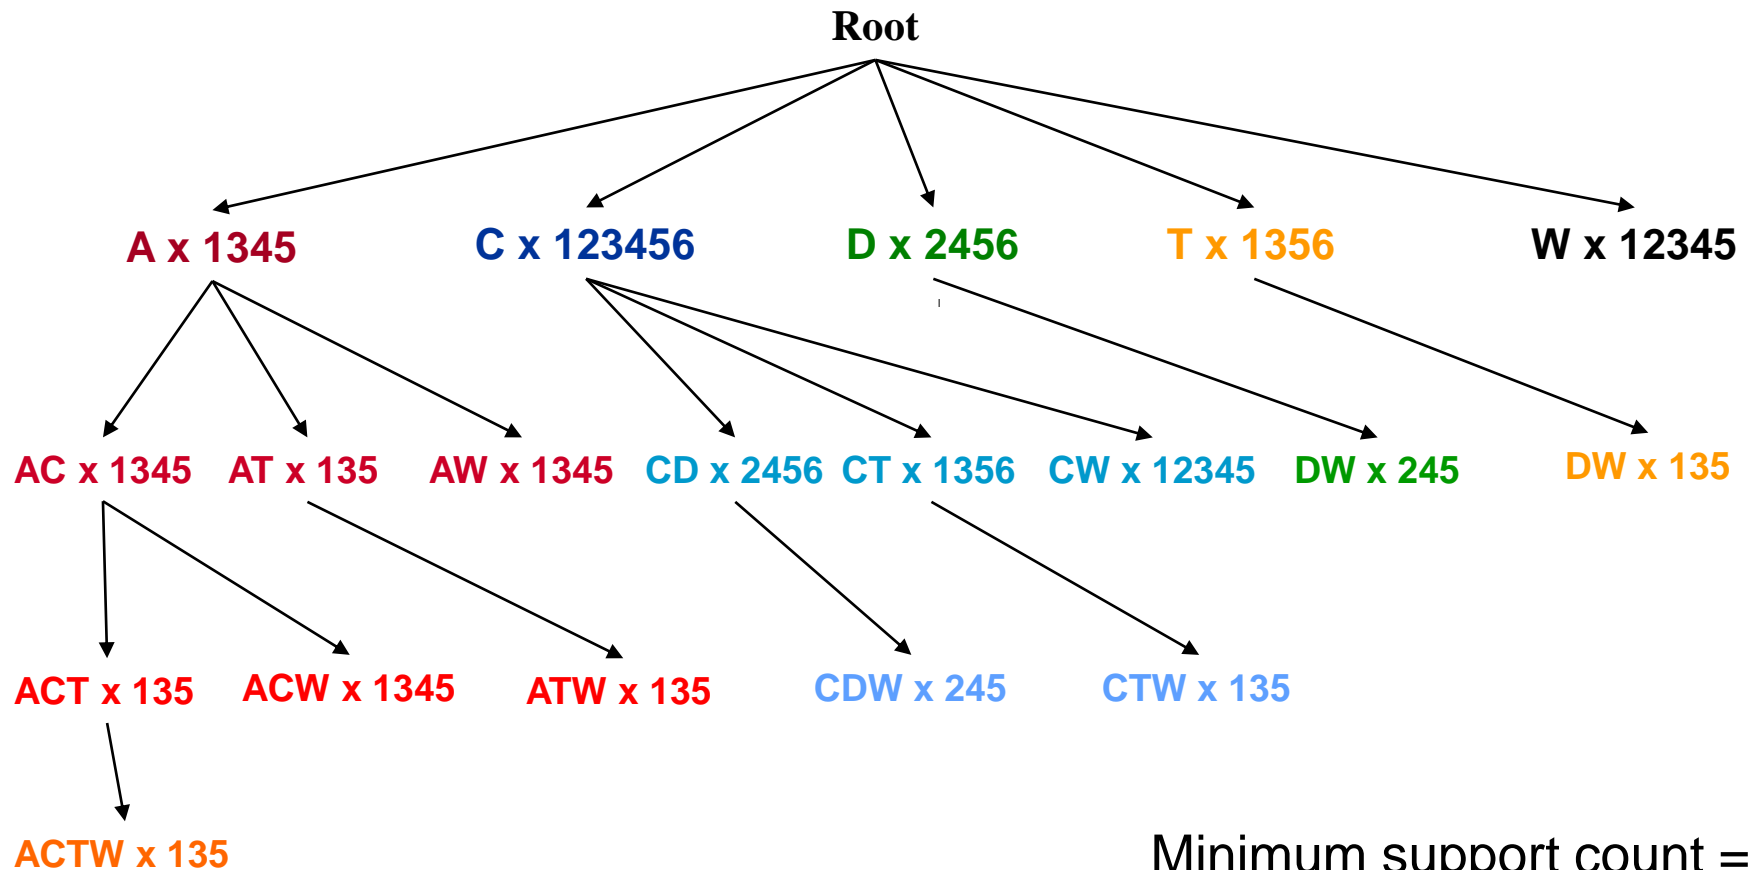 Root
A x 1345
C x 123456
D x 2456
T x 1356
W x 12345
AC x 1345
AT x 135
AW x 1345
CD x 2456
CT x 1356
CW x 12345
DW x 245
DW x 135
ACT x 135
ACW x 1345
ATW x 135
CDW x 245
CTW x 135
ACTW x 135
Minimum support count =